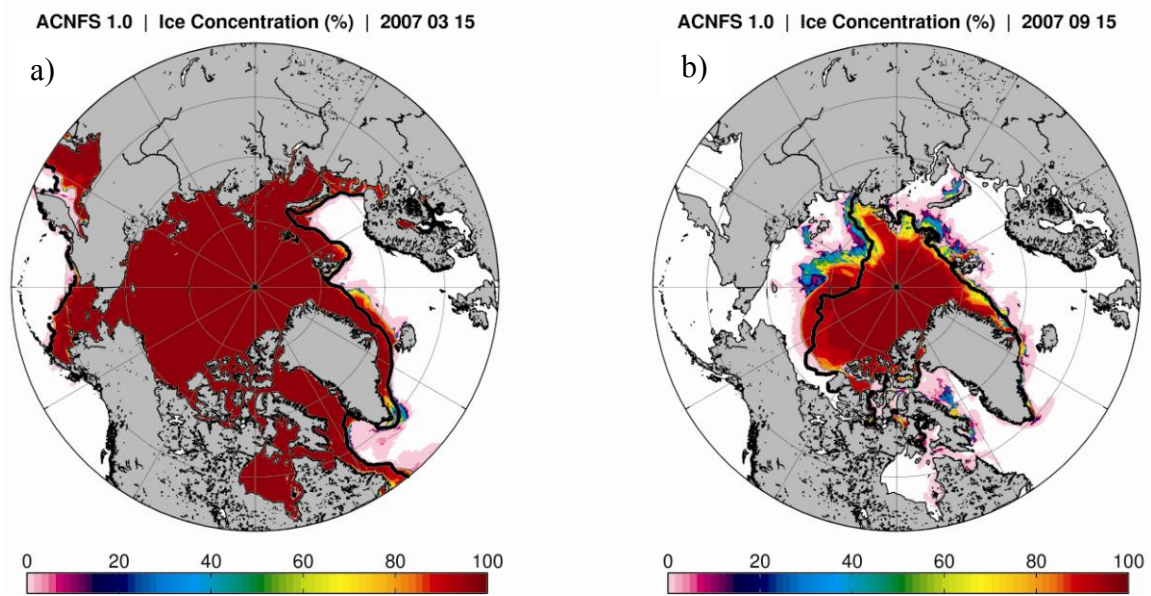 ACNFS 1.0 | Ice Concentration (%) | 2007 03 15
a)
0 20 40 60 80 100
ACNFS 1.0 | Ice Concentration (%) | 2007 09 15
b)
0 20 40 60 80 100